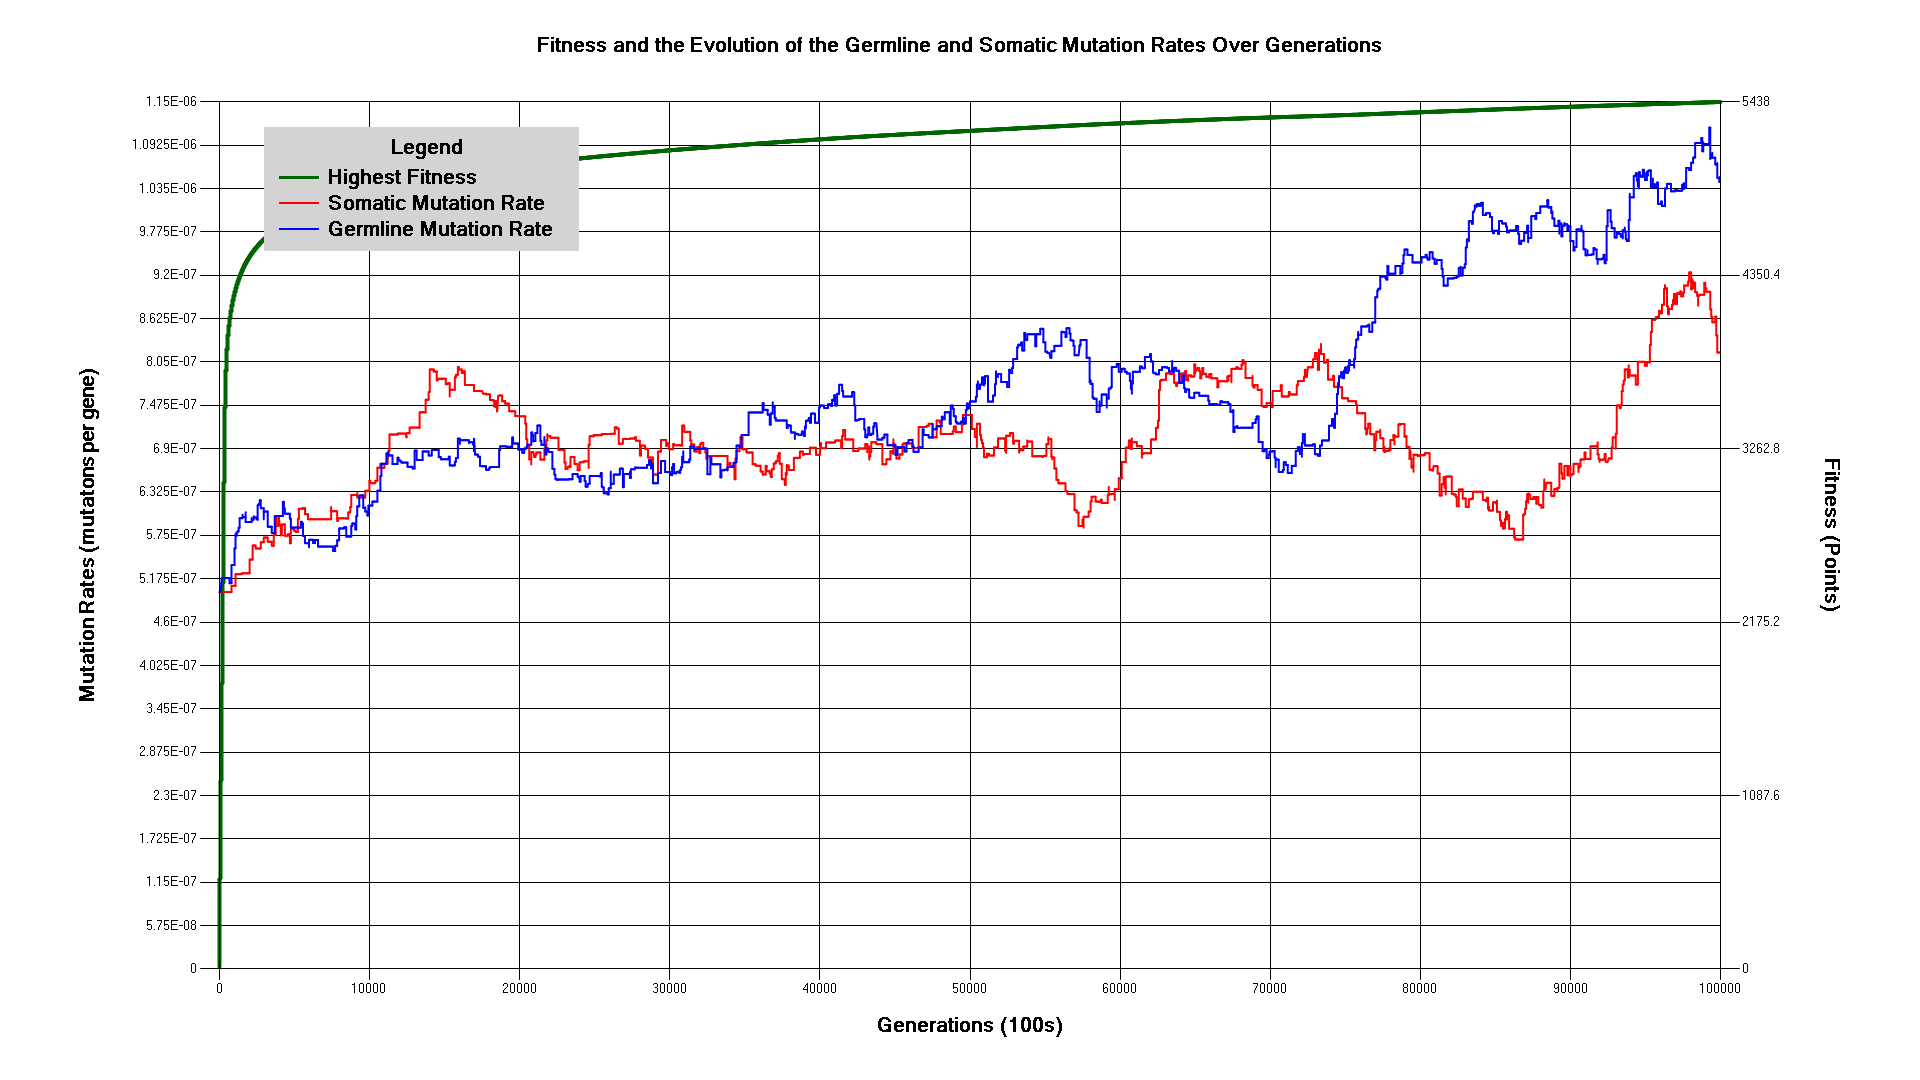 Fitness and the Evolution of the Germline and Somatic Mutation Rates Over Generations
Legend
Highest Fitness
Somatic Mutation Rate
Germline Mutation Rate
Mutation Rates (mutatons per gene)
1.15E-06
1.0925E-06
1.035E-06
9.775E-07
9.2E-07
8.625E-07
8.05E-07
7.475E-07
6.9E-07
6.325E-07
5.75E-07
5.175E-07
4.6E-07
4.025E-07
3.45E-07
2.875E-07
2.3E-07
1.725E-07
1.15E-07
5.75E-08
0
5438
4350.4
3262.8
2175.2
1087.6
0
Fitness (Points)
0 10000 20000 30000 40000 50000 60000 70000 80000 90000 100000
Generations (100s)